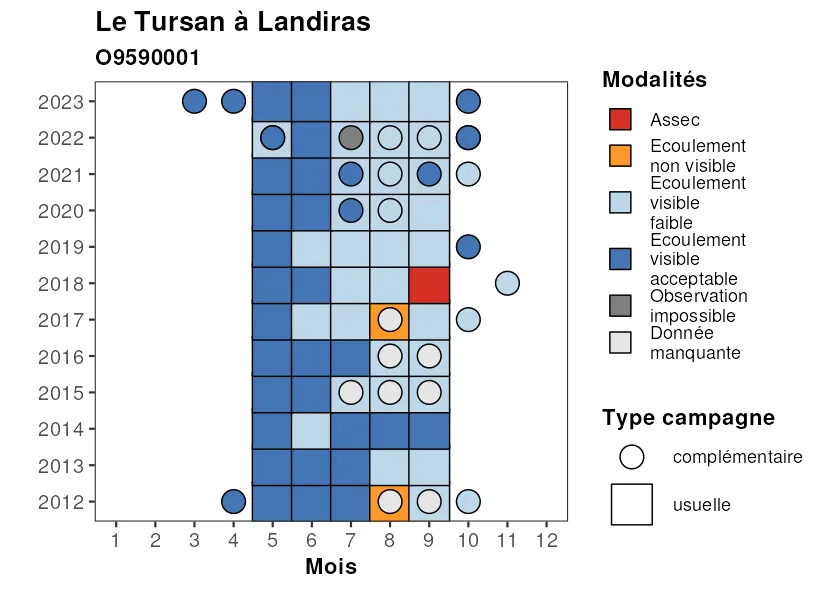 Le Tursan à Landiras
O9590001
2023
2022
2021
2020
2019
2018
2017
2016
2015
2014
2013
2012
1 2 3 4 5 6 7 8 9 10 11 12
Mois
Modalités
Assec
Ecoulement
non visible
Ecoulement
visible
faible
Ecoulement
visible
acceptable
Observation
impossible
Donnée
manquante
Type campagne
complémentaire
usuelle